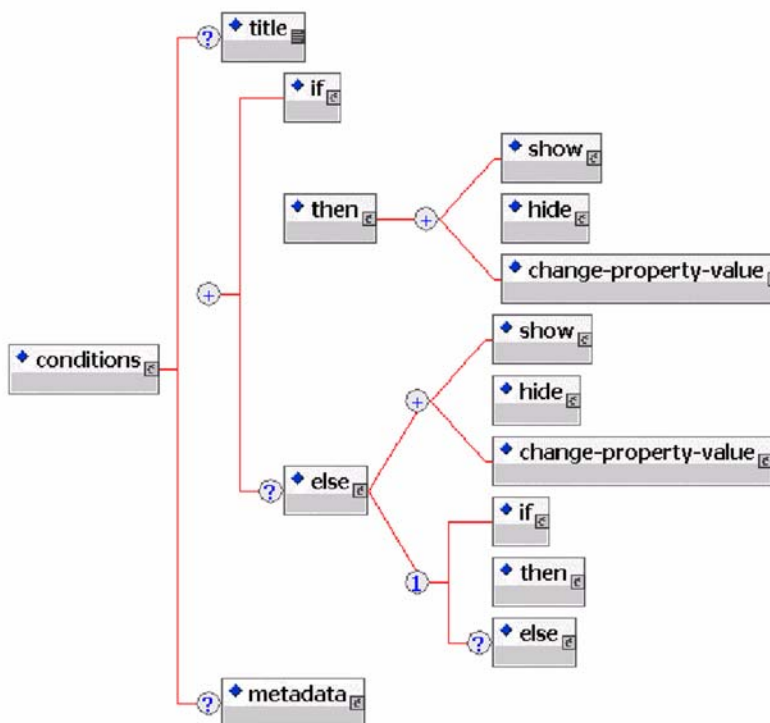 ? title
if
show
then +
hide
change-property-value
+
show
conditions
hide
+
change-property-value
? else
if
1
then
? else
? metadata